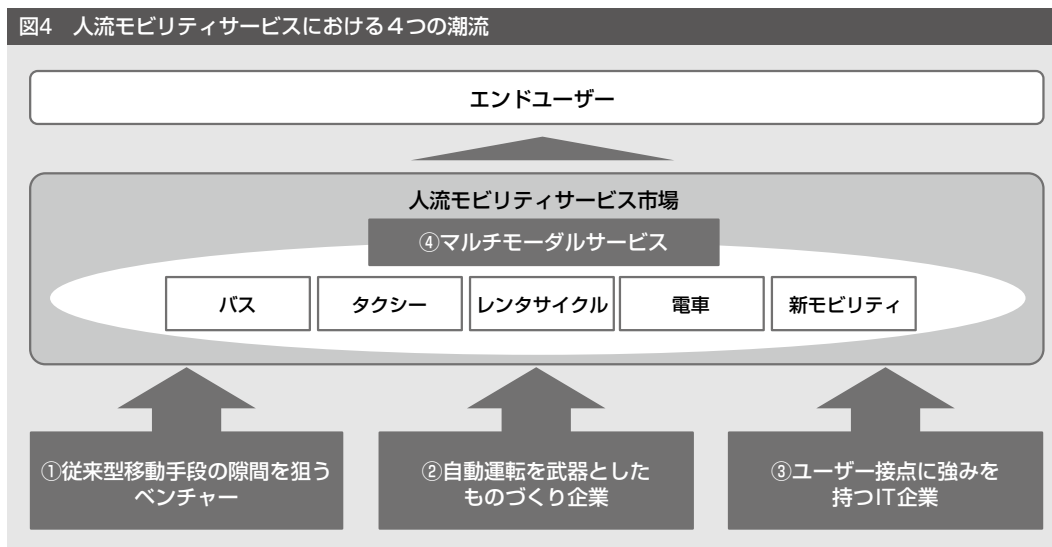 図4　人流モビリティサービスにおける4つの潮流
エンドユーザー
人流モビリティサービス市場
④マルチモーダルサービス
バス
タクシー
レンタサイクル
電車
新モビリティ
①従来型移動手段の隙間を狙う
ベンチャー
②自動運転を武器とした
ものづくり企業
③ユーザー接点に強みを
持つIT企業